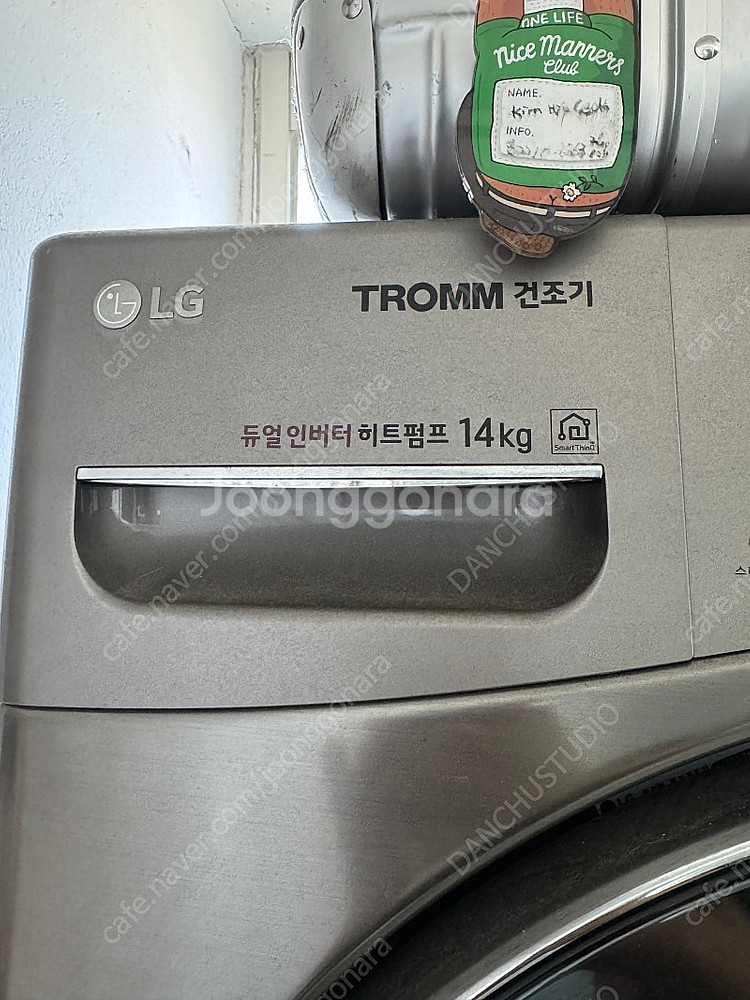 ONE LIFE
Nice Manners
Club
NAME.
Kim
INFO.
LG
TROMM 건조기
듀얼인버터 히트펌프 14kg
SmartThinQ
Joonggonara
DANCHUSTUDIO
cafe.naver.com/joonggonara